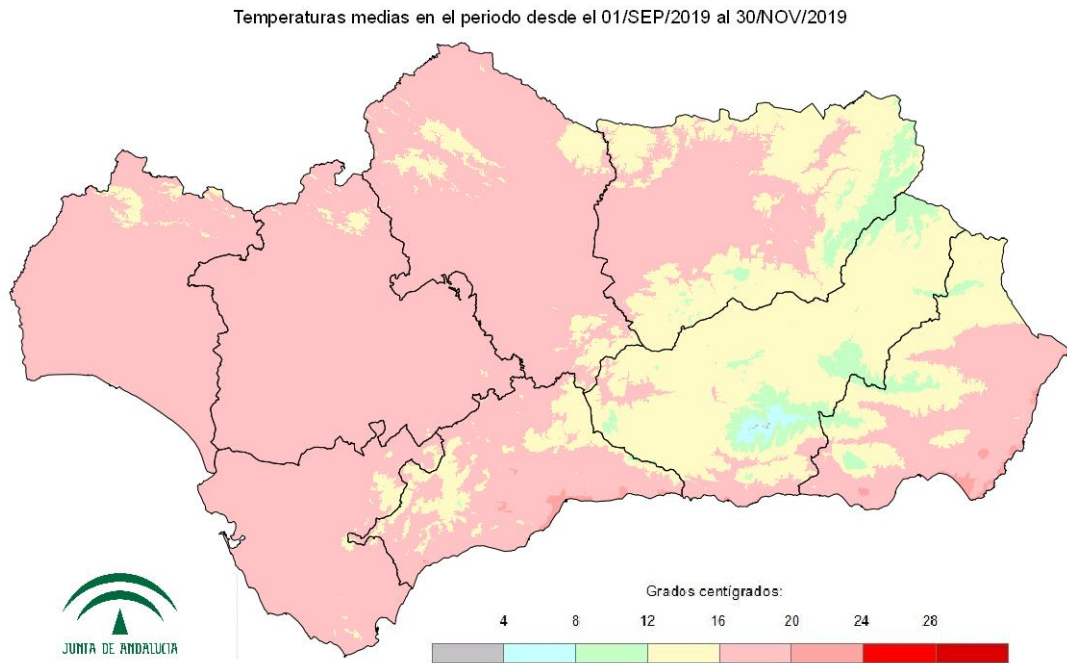 Temperaturas medias en el periodo desde el 01/SEP/2019 al 30/NOV/2019
Grados centígrados:
4 8 12 16 20 24 28
JUNTA DE ANDALUCIA